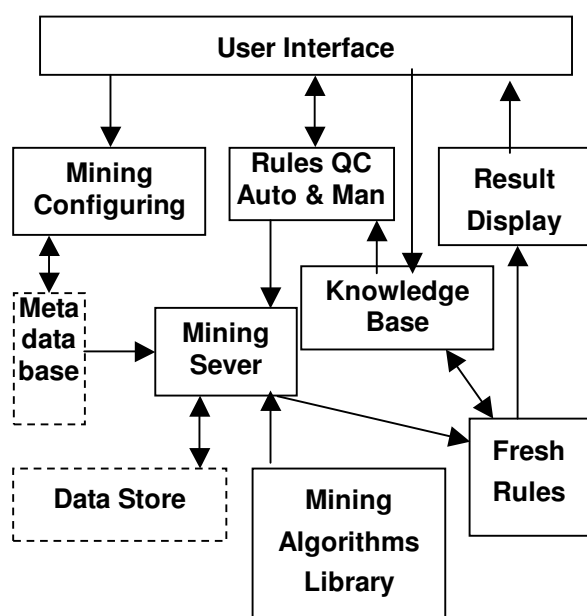 User Interface
Mining
Configuring
Rules QC
Auto & Man
Result
Display
Knowledge
Base
Meta
data
base
Mining
Sever
Fresh
Rules
Data Store
Mining
Algorithms
Library